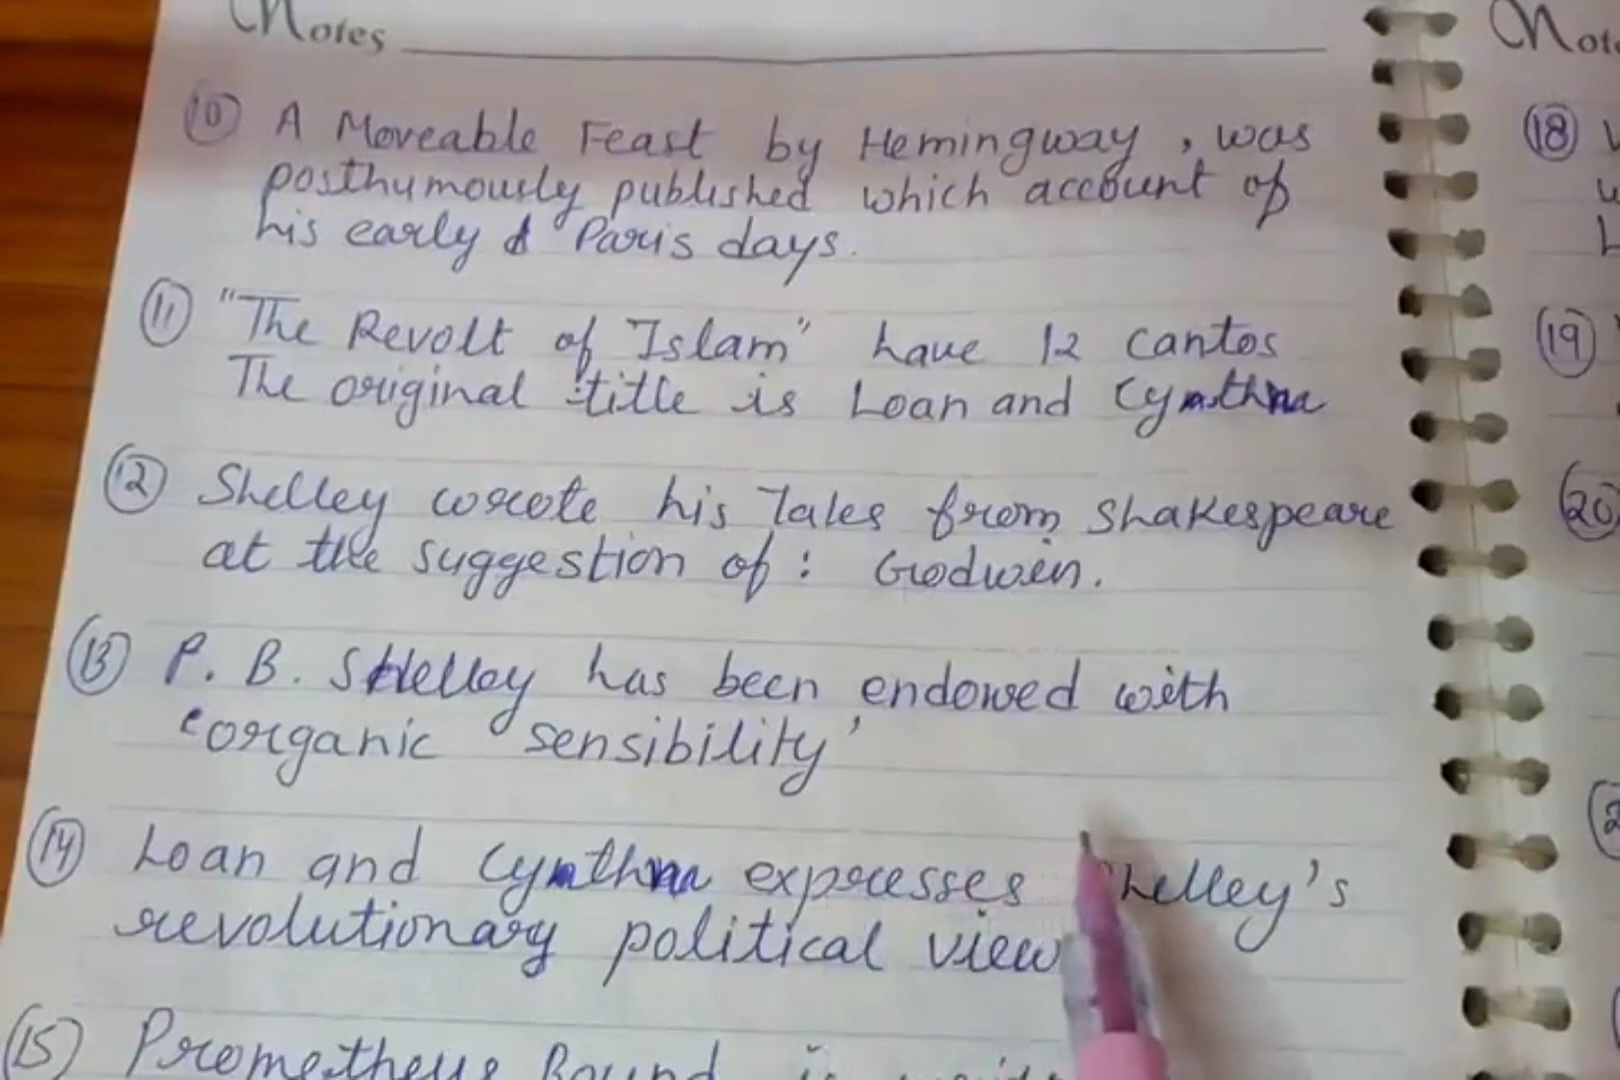 Notes
(10) A Moveable Feast by Hemingway, was
posthumously published which account of
his early Paris days.
(11) "The Revolt of Islam" have 12 cantos
The original title is Loan and Cynthna
(12) Shelley wrote his Tales from Shakespeare
at the suggestion of : Godwin.
(13) P. B. Shelley has been endowed with
'organic sensibility'
(14) Loan and Cynthna expresses Shelley's
revolutionary political view
(15) Prometheus Bound is
Notes
(18)
(19)
(20)